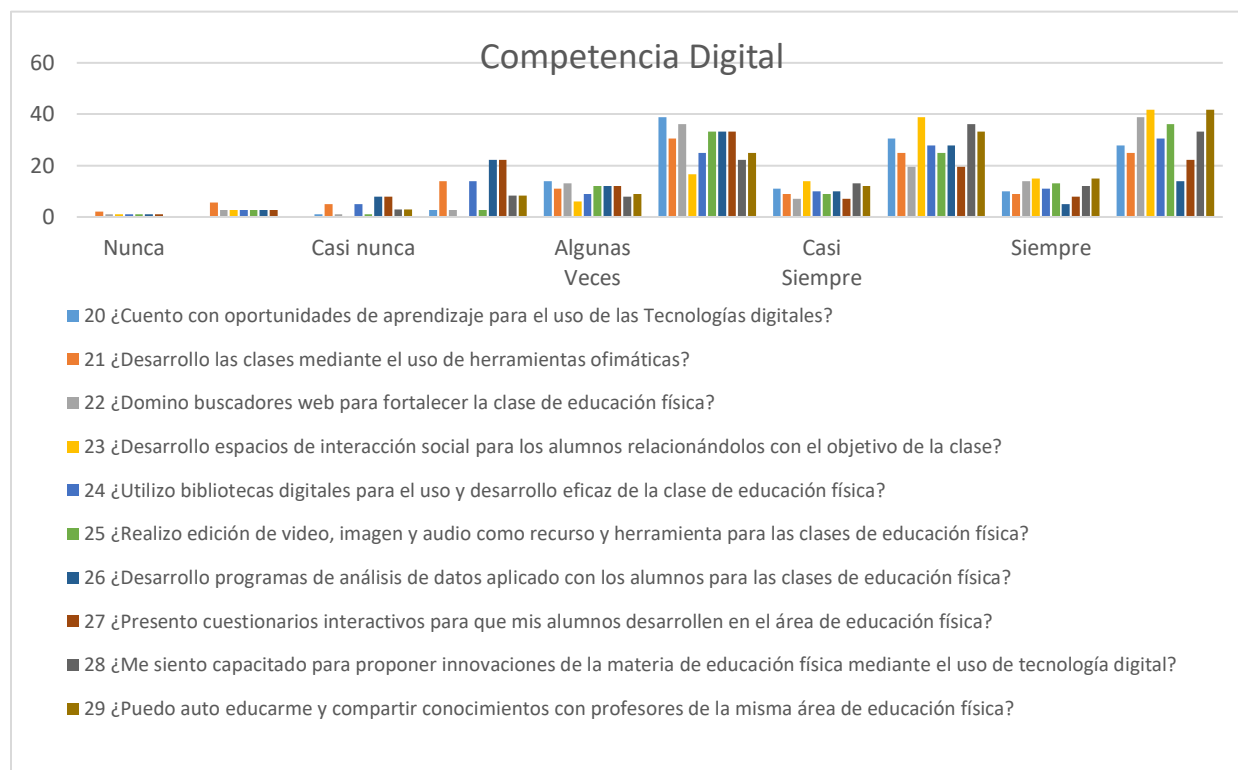 Competencia Digital
60
40
20
0
Nunca
Casi nunca
Algunas
Veces
Casi
Siempre
Siempre
20 ¿Cuento con oportunidades de aprendizaje para el uso de las Tecnologías digitales?
21 ¿Desarrollo las clases mediante el uso de herramientas ofimáticas?
22 ¿Domino buscadores web para fortalecer la clase de educación física?
23 ¿Desarrollo espacios de interacción social para los alumnos relacionándolos con el objetivo de la clase?
24 ¿Utilizo bibliotecas digitales para el uso y desarrollo eficaz de la clase de educación física?
25 ¿Realizo edición de video, imagen y audio como recurso y herramienta para las clases de educación física?
26 ¿Desarrollo programas de análisis de datos aplicado con los alumnos para las clases de educación física?
27 ¿Presento cuestionarios interactivos para que mis alumnos desarrollen en el área de educación física?
28 ¿Me siento capacitado para proponer innovaciones de la materia de educación física mediante el uso de tecnología digital?
29 ¿Puedo auto educarme y compartir conocimientos con profesores de la misma área de educación física?